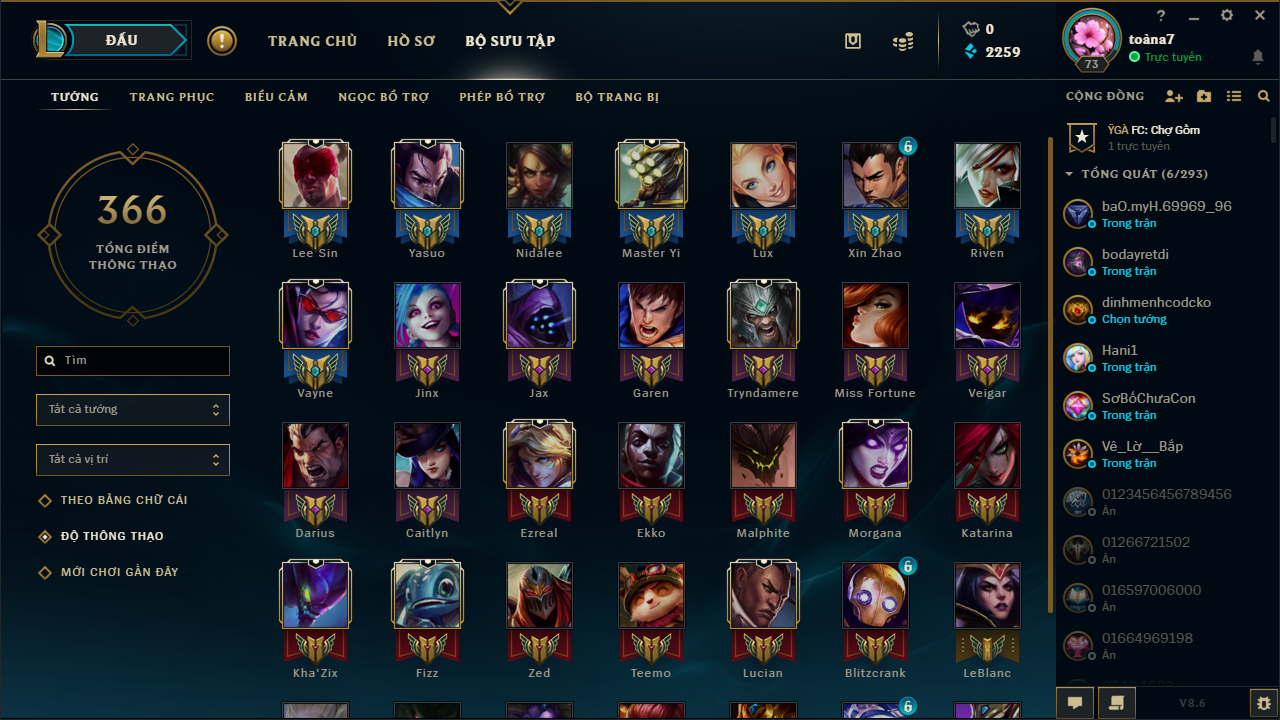 ĐẤU
TRANG CHỦ
HỒ SƠ
BỘ SƯU TẬP
0
2259
?
toàna7
Trực tuyến
73
TƯỚNG
TRANG PHỤC
BIỂU CẢM
NGỌC BỔ TRỢ
PHÉP BỔ TRỢ
BỘ TRANG BỊ
366
TỔNG ĐIỂM
THÔNG THẠO
Tìm
Tất cả tướng
Tất cả vị trí
THEO BẢNG CHỮ CÁI
ĐỘ THÔNG THẠO
MỚI CHƠI GẦN ĐÂY
6
Lee Sin
Yasuo
Nidalee
Master Yi
Lux
Xin Zhao
Riven
Vayne
Jinx
Jax
Garen
Tryndamere
Miss Fortune
Veigar
Darius
Caitlyn
Ezreal
Ekko
Malphite
Morgana
Katarina
6
Kha'Zix
Fizz
Zed
Teemo
Lucian
Blitzcrank
LeBlanc
6
CỘNG ĐỒNG
ŸGÀ FC: Chợ Gồm
1 trực tuyến
TỔNG QUÁT (6/293)
baO.myH.69969_96
Trong trận
bodayretdi
Trong trận
dinhmenhcodcko
Chọn tướng
Hani1
Trong trận
SơBốChưaCon
Trong trận
Vê_Lờ__Bắp
Trong trận
0123456456789456
Ẩn
01266721502
Ẩn
016597006000
Ẩn
01664969198
Ẩn
V8.6